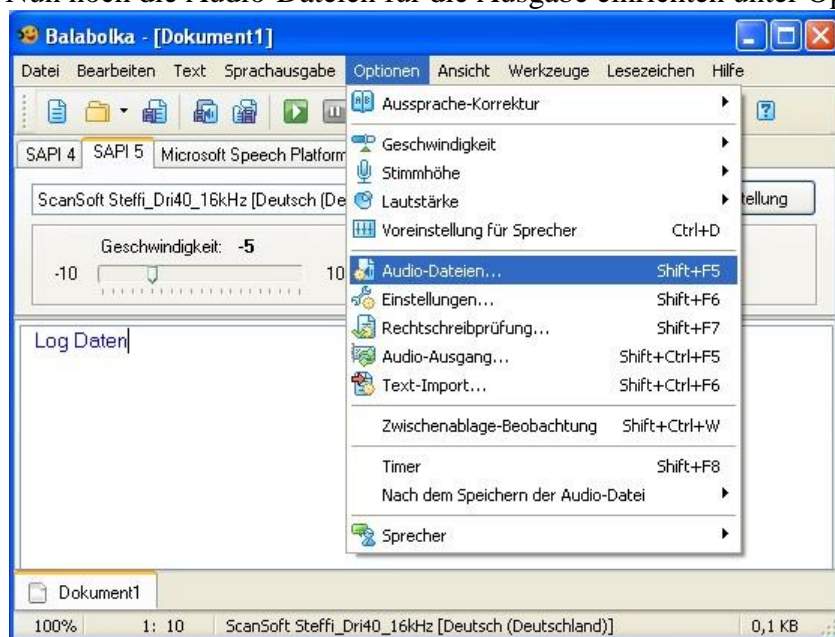 Nun noch die Audio-Dateien für die Ausgabe einrichten unter Op
Balabolka - [Dokument1]
Datei Bearbeiten Text Sprachausgabe Optionen Ansicht Werkzeuge Lesezeichen Hilfe
Aussprache-Korrektur
SAPI 4 SAPI 5 Microsoft Speech Platform
Geschwindigkeit
Stimmhöhe
ScanSoft Steffi_Dri40_16kHz [Deutsch (De
Lautstärke
tellung
Voreinstellung für Sprecher Ctrl+D
Geschwindigkeit: -5
-10 10
Audio-Dateien... Shift+F5
Einstellungen... Shift+F6
Rechtschreibprüfung... Shift+F7
Log Daten
Audio-Ausgang... Shift+Ctrl+F5
Text-Import... Shift+Ctrl+F6
Zwischenablage-Beobachtung Shift+Ctrl+W
Timer Shift+F8
Nach dem Speichern der Audio-Datei
Sprecher
Dokument1
100% 1: 10 ScanSoft Steffi_Dri40_16kHz [Deutsch (Deutschland)] 0,1 KB